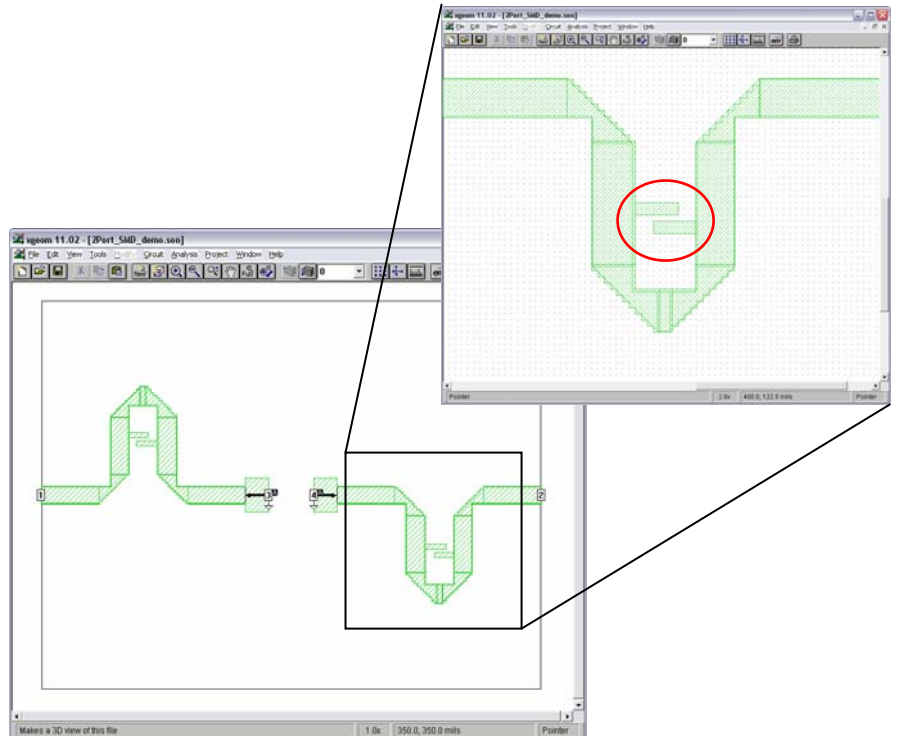 xgeom 11.02 - [2Port_SMD_demo.son]
File Edit View Tools Modify Circuit Analysis Project Window Help
0
Pointer 2.0x 400.0, 122.5 mils Pointer
xgeom 11.02 - [2Port_SMD_demo.son]
File Edit View Tools Modify Circuit Analysis Project Window Help
0
1 3 4 2
Makes a 3D view of this file 1.0x 350.0, 350.0 mils Pointer